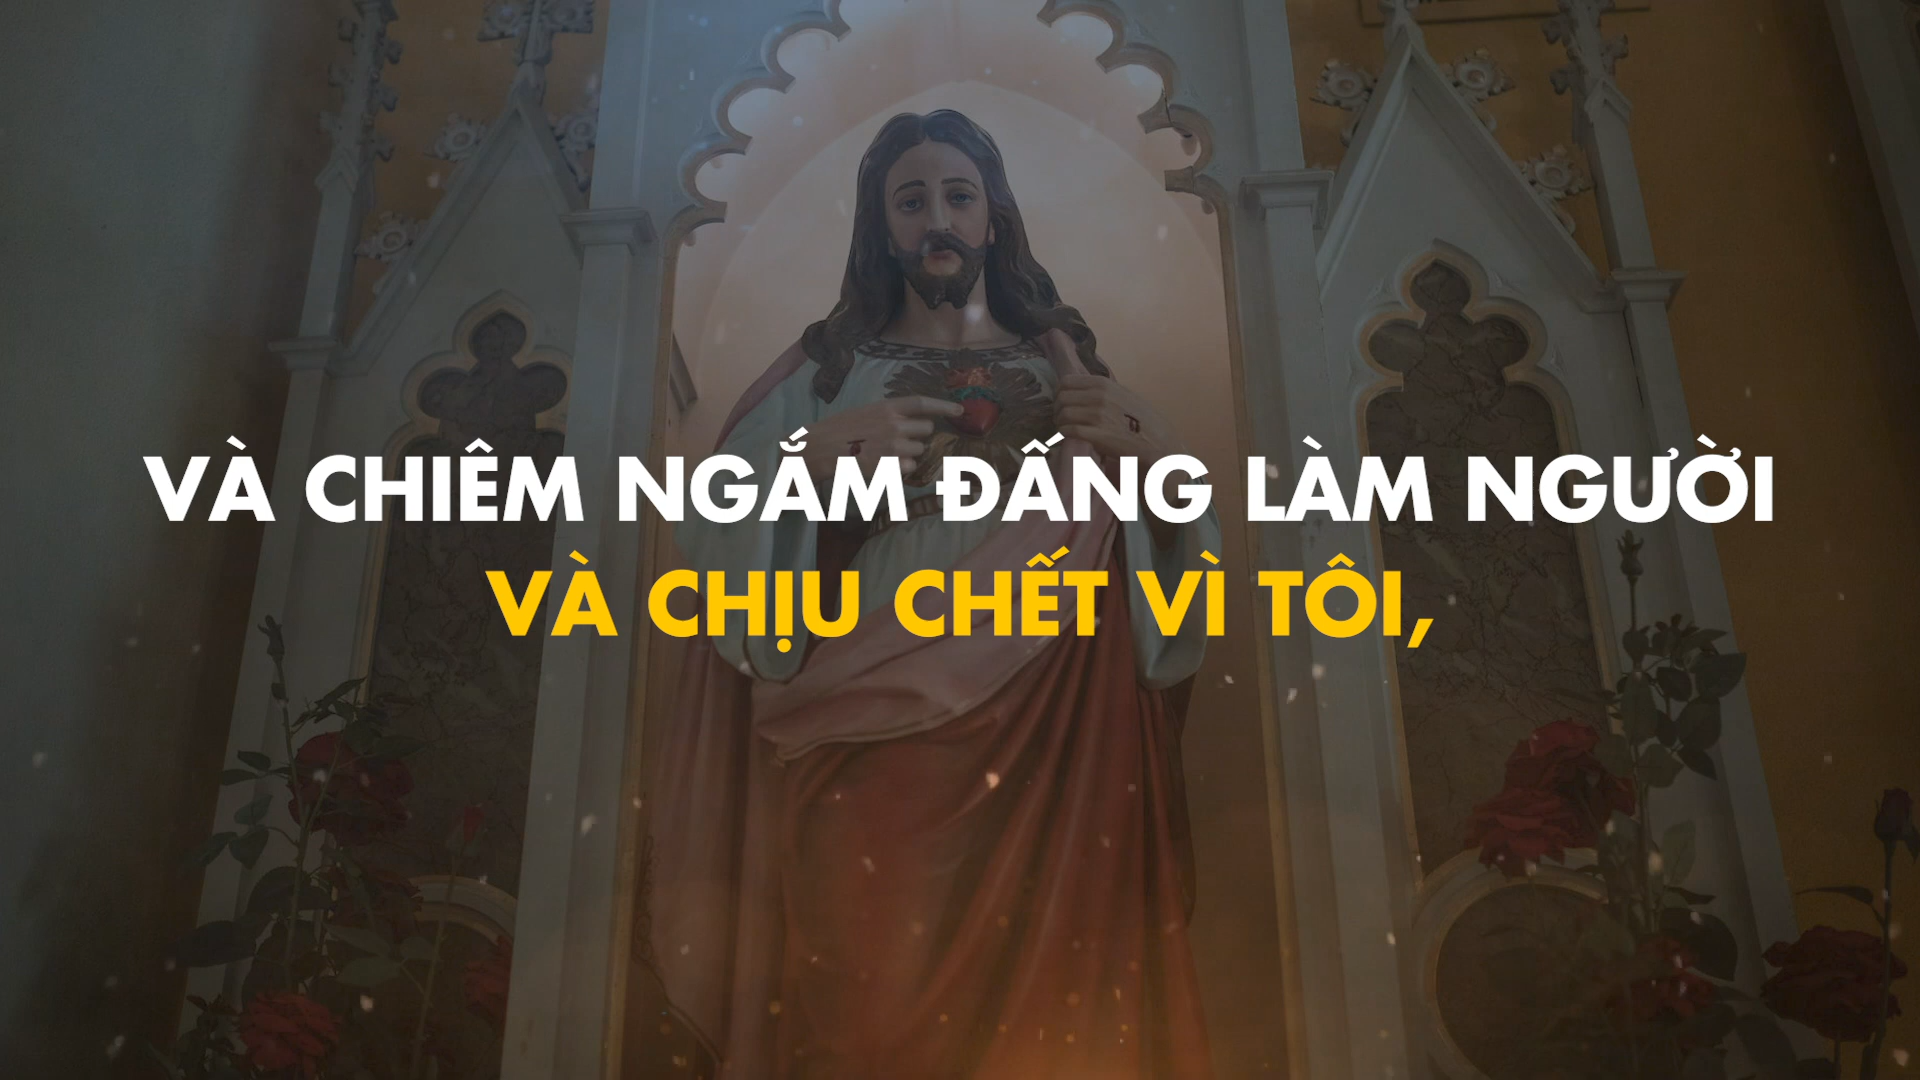 VÀ CHIÊM NGẮM ĐẤNG LÀM NGƯỜI
VÀ CHỊU CHẾT VÌ TÔI,